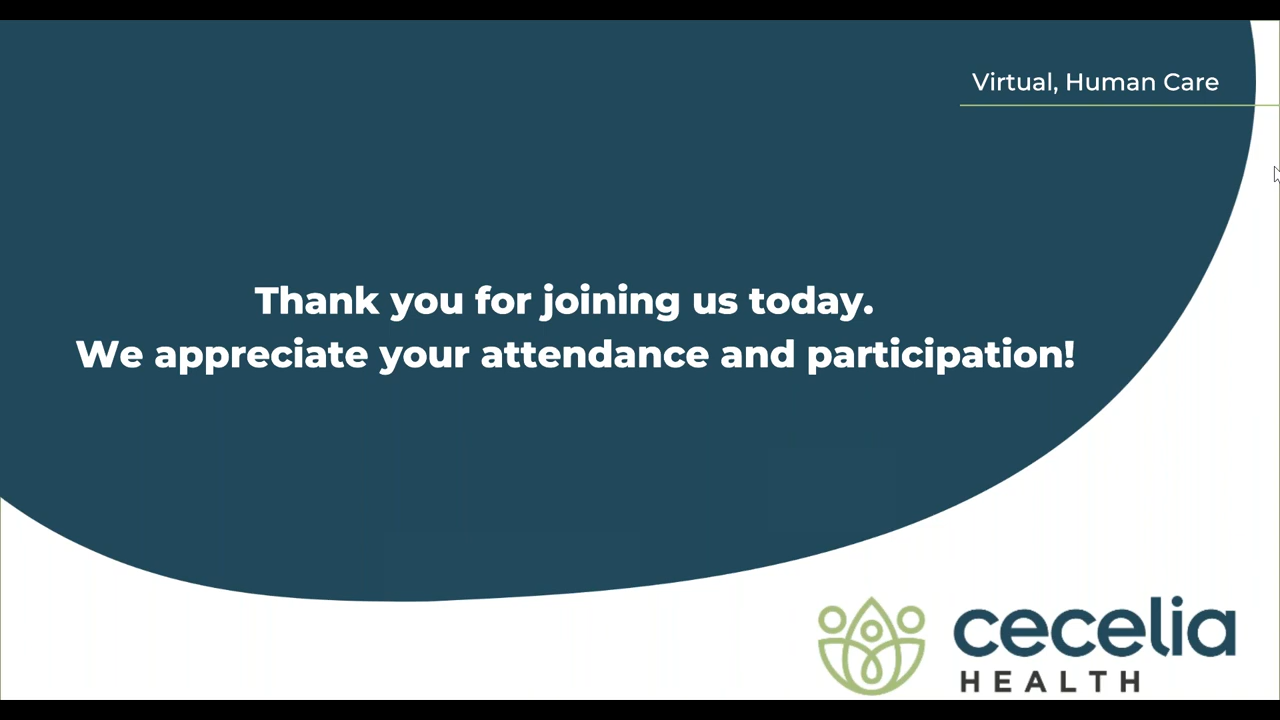 Virtual, Human Care
Thank you for joining us today.
We appreciate your attendance and participation!
cecelia
HEALTH